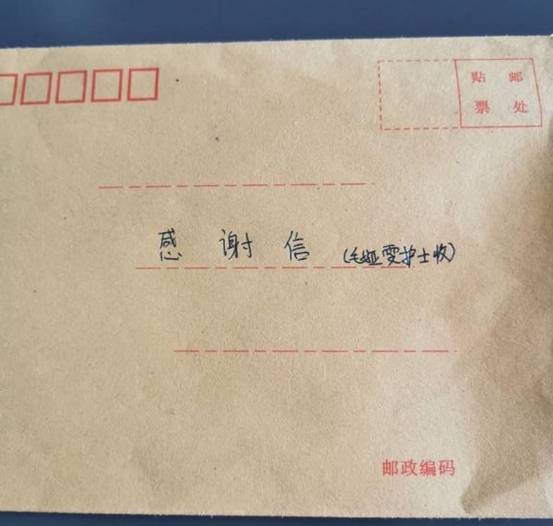 贴 邮
票 处
感 谢 信 (毛娅雯护士收)
邮政编码